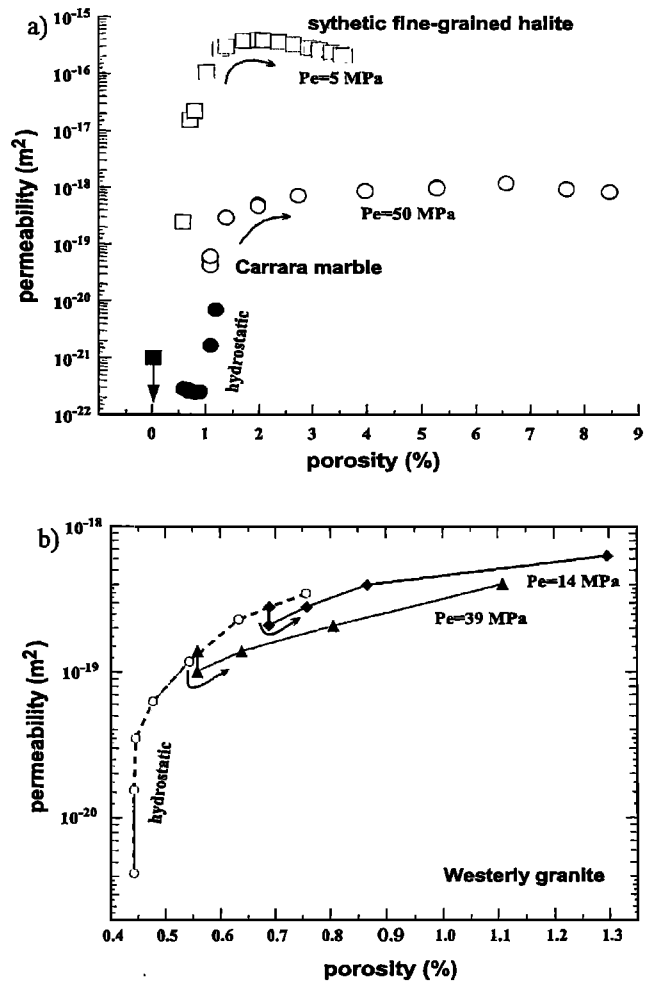 a)
sythetic fine-grained halite
10-15
10-16
10-17
10-18
10-19
10-20
10-21
10-22
permeability (m2)
Pe=5 MPa
Pe=50 MPa
Carrara marble
hydrostatic
0 1 2 3 4 5 6 7 8 9
porosity (%)
b)
10-18
10-19
10-20
permeability (m2)
Pe=14 MPa
Pe=39 MPa
hydrostatic
Westerly granite
0.4 0.5 0.6 0.7 0.8 0.9 1.0 1.1 1.2 1.3
porosity (%)